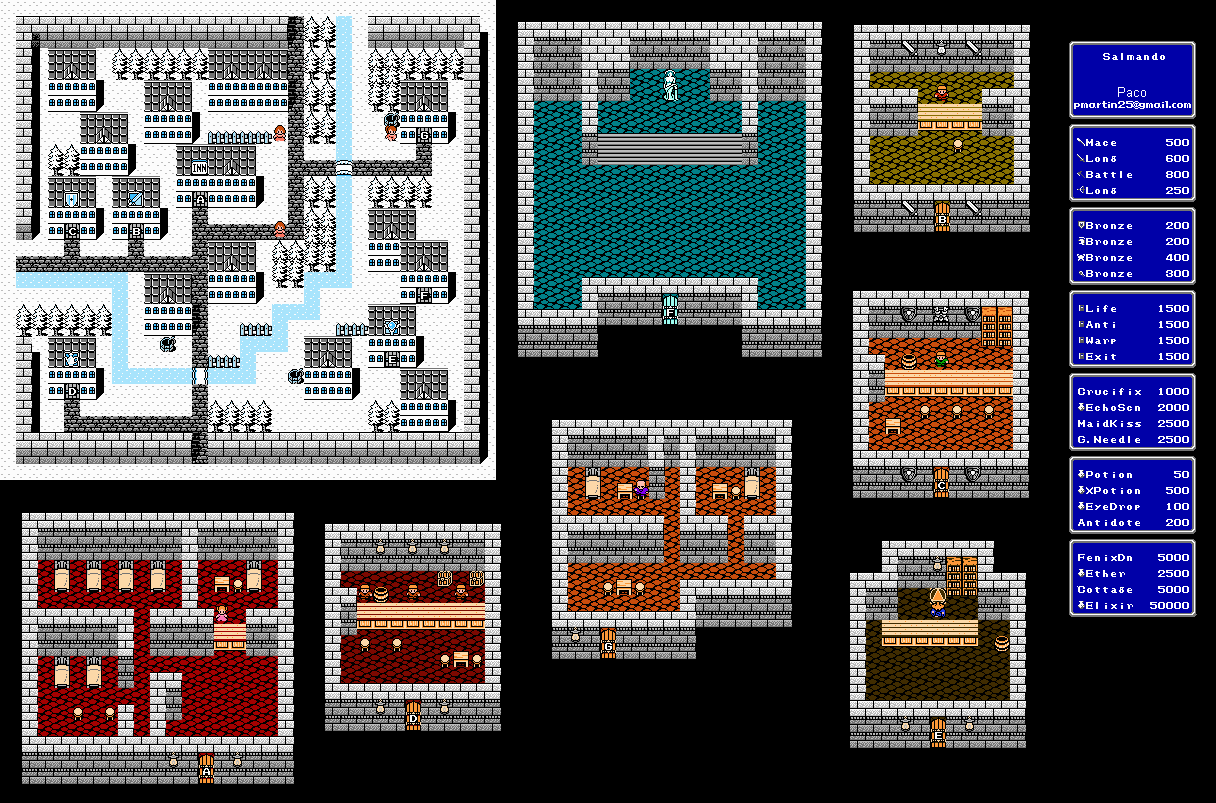 Salmando
Paco
pmartin25@gmail.com
Mace 500
Long 600
Battle 800
Long 250
Bronze 200
Bronze 200
Bronze 400
Bronze 300
Life 1500
Anti 1500
Warp 1500
Exit 1500
Crucifix 1000
EchoScn 2000
MaidKiss 2500
G.Needle 2500
Potion 50
XPotion 500
EyeDrop 100
Antidote 200
FenixDn 5000
Ether 2500
Cottage 5000
Elixir 50000
G
INN
A
C
B
F
E
D
F
B
C
G
A
D
E